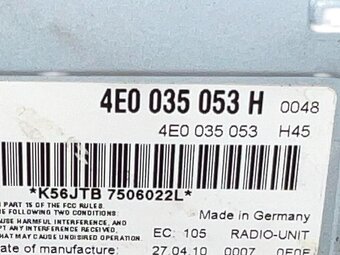 4E0 035 053 H 0048
4E0 035 053 H45
*K56JTB 7506022L*
PART 15 OF THE FCC RULES.
E FOLLOWING TWO CONDITIONS:
CAUSE HARMFUL INTERFERENCE, AND
PT ANY INTERFERENCE RECEIVED,
AT MAY CAUSE UNDESIRED OPERATION.
Made in Germany
EC: 105 RADIO-UNIT
ate of manufacture: 27.04.10 0007